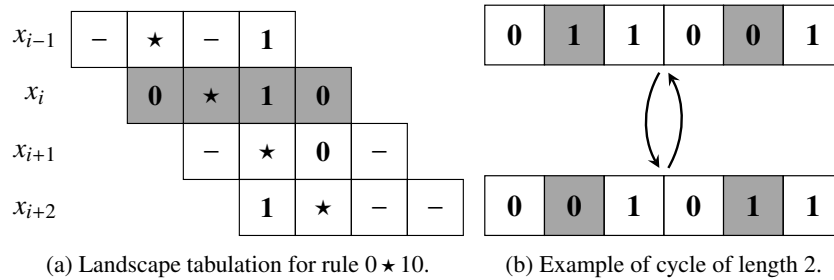 x_{i−1} − ⋆ − 1
x_i 0 ⋆ 1 0
x_{i+1} − ⋆ 0 −
x_{i+2} 1 ⋆ − −
(a) Landscape tabulation for rule 0⋆10.
0 1 1 0 0 1
0 0 1 0 1 1
(b) Example of cycle of length 2.